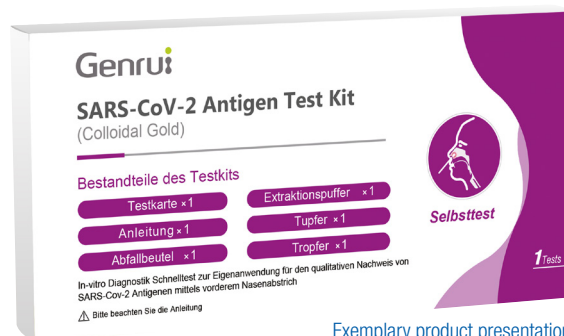 Genrui
SARS-CoV-2 Antigen Test Kit
(Colloidal Gold)
Bestandteile des Testkits
Testkarte ×1
Extraktionspuffer ×1
Anleitung ×1
Tupfer ×1
Abfallbeutel ×1
Tropfer ×1
Selbsttest
1 Tests
In-vitro Diagnostik Schnelltest zur Eigenanwendung für den qualitativen Nachweis von
SARS-Cov-2 Antigenen mittels vorderem Nasenabstrich
Bitte beachten Sie die Anleitung
Exemplary product presentation